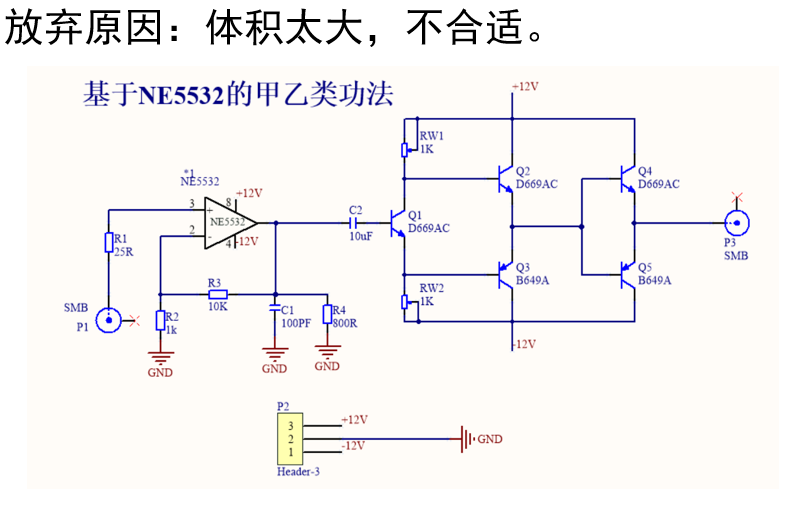 放弃原因：体积太大，不合适。
基于NE5532的甲乙类功法
+12V
RW1
1K
*1
NE5532
+12V
Q2
D669AC
Q4
D669AC
3
8
+
NE5532
2
-
4
-12V
C2
10uF
Q1
D669AC
R1
25R
P3
SMB
Q3
B649A
Q5
B649A
R3
10K
RW2
1K
SMB
P1
R2
1k
C1
100PF
R4
800R
GND
GND
GND
-12V
P2
3
+12V
2
GND
1
-12V
Header-3